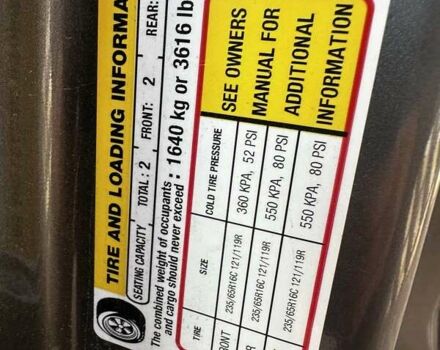 TIRE AND LOADING INFORMA
SEATING CAPACITY TOTAL : 2 FRONT: 2 REAR:
The combined weight of occupants : 1640 kg or 3616 lb
and cargo should never exceed
TIRE SIZE COLD TIRE PRESSURE SEE OWNERS
MANUAL FOR
ADDITIONAL
INFORMATION
RONT 235/65R16C 121/119R 360 KPA, 52 PSI
R 235/65R16C 121/119R 550 KPA, 80 PSI
235/65R16C 121/119R 550 KPA, 80 PSI